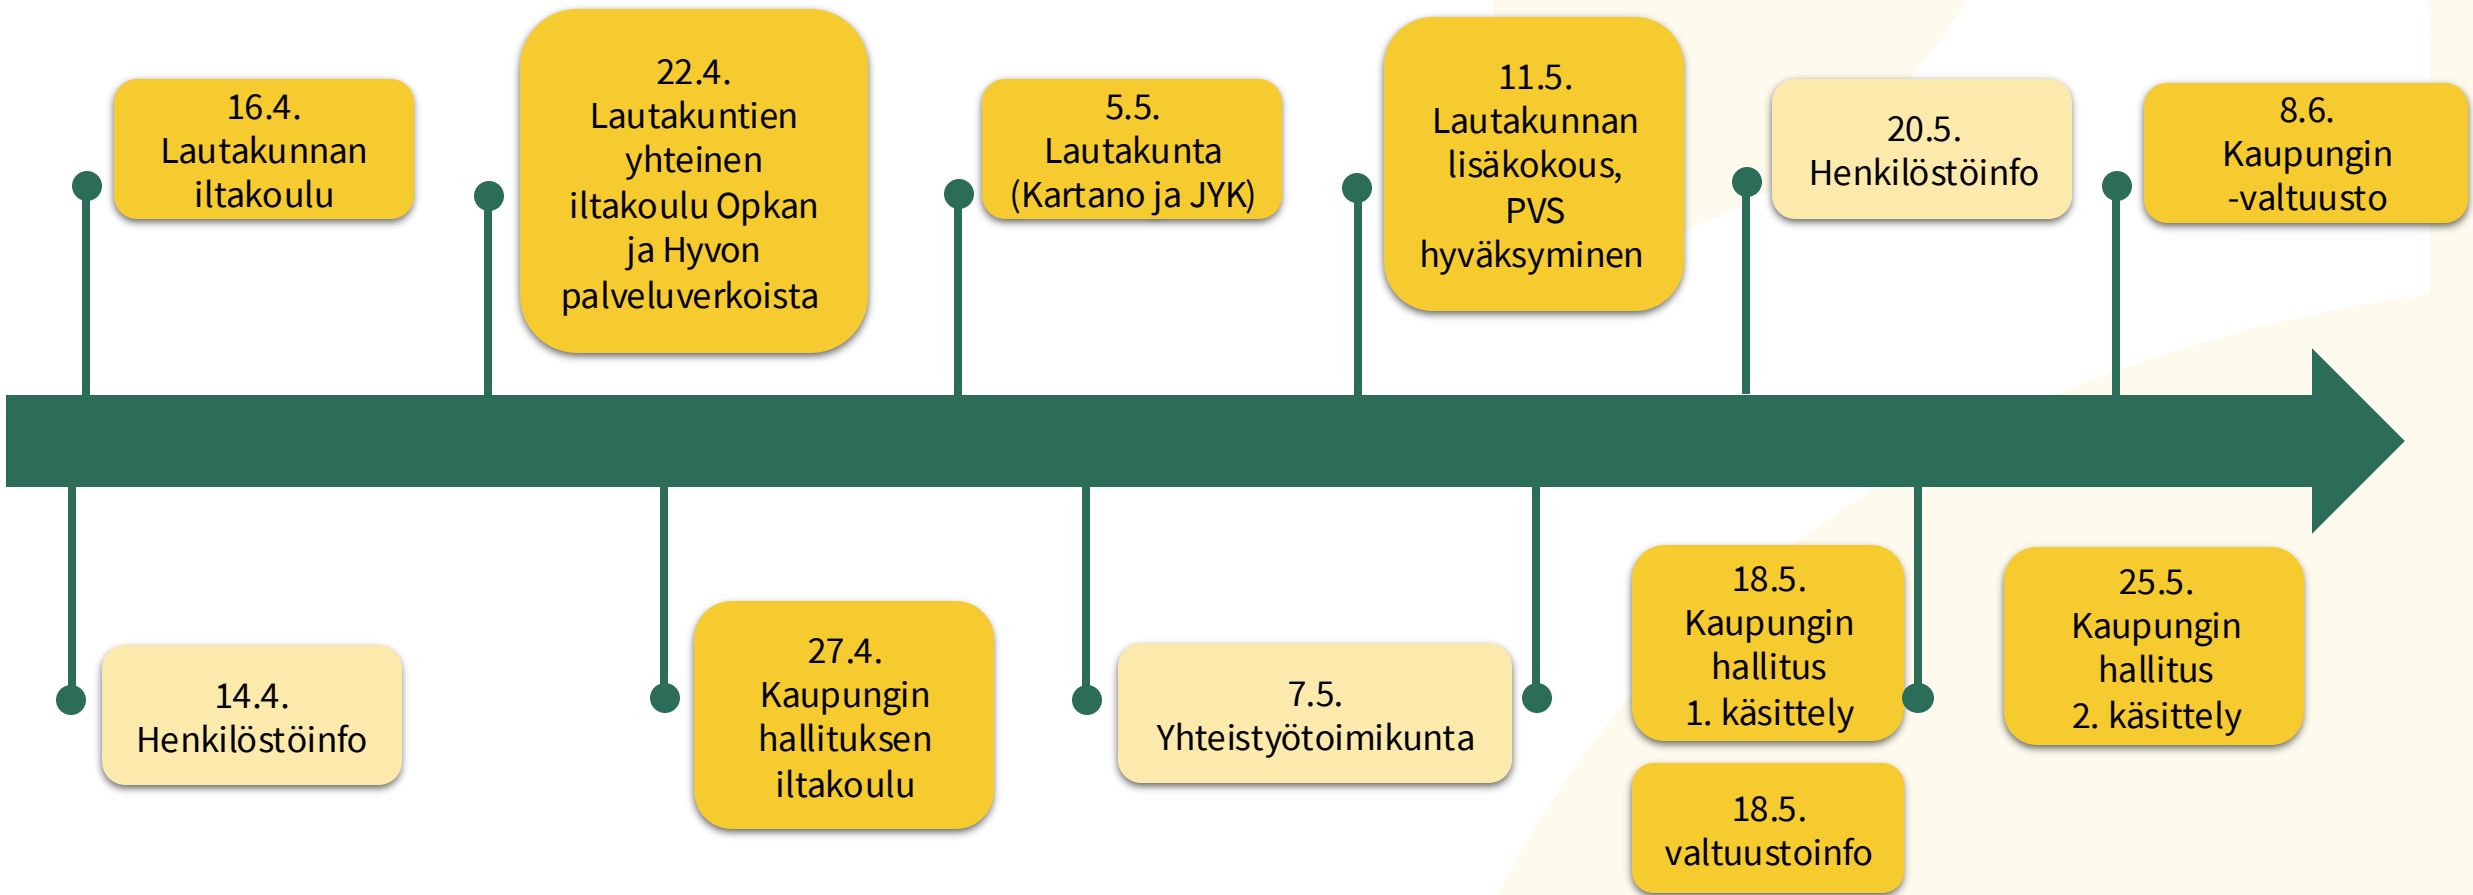 16.4.
Lautakunnan
iltakoulu
22.4.
Lautakuntien
yhteinen
iltakoulu Opkan
ja Hyvon
palveluverkoista
5.5.
Lautakunta
(Kartano ja JYK)
11.5.
Lautakunnan
lisäkokous,
PVS
hyväksyminen
20.5.
Henkilöstöinfo
8.6.
Kaupungin
-valtuusto
14.4.
Henkilöstöinfo
27.4.
Kaupungin
hallituksen
iltakoulu
7.5.
Yhteistyötoimikunta
18.5.
Kaupungin
hallitus
1. käsittely
18.5.
valtuustoinfo
25.5.
Kaupungin
hallitus
2. käsittely